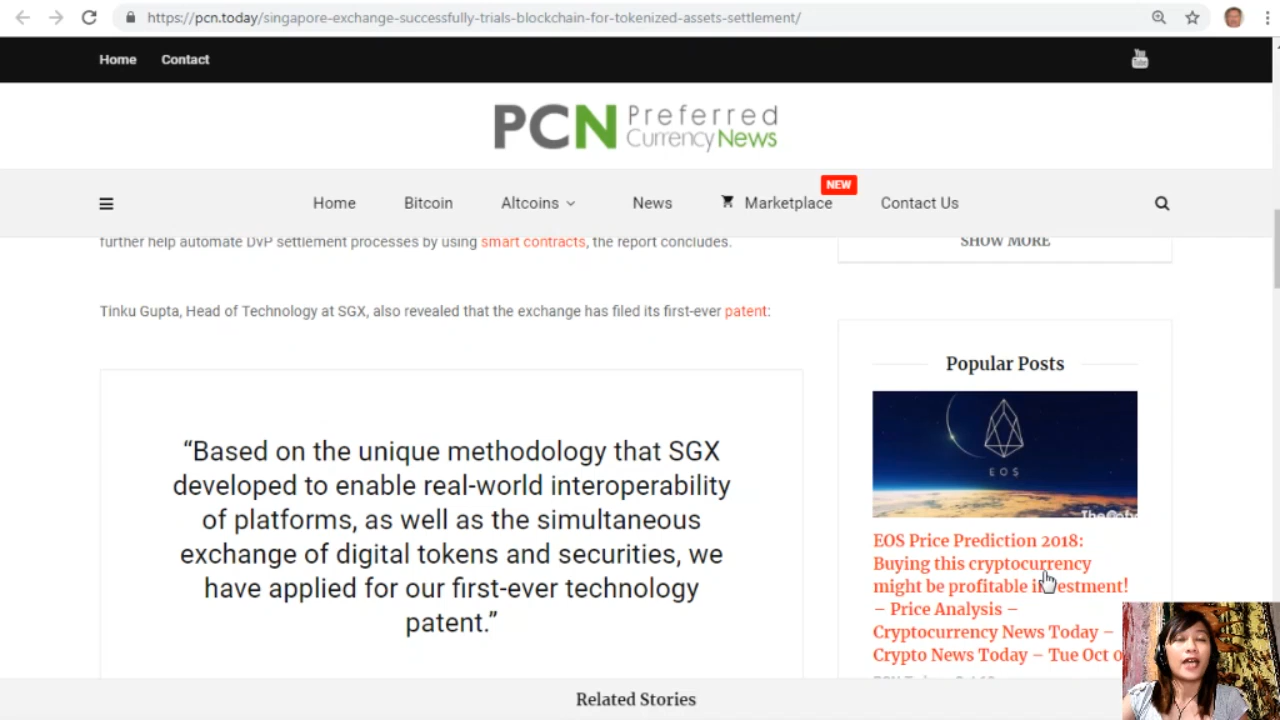 https://pcn.today/singapore-exchange-successfully-trials-blockchain-for-tokenized-assets-settlement/
Home Contact
You Tube
PCN Preferred
CurrencyNews
NEW
Home Bitcoin Altcoins News Marketplace Contact Us
further help automate DvP settlement processes by using smart contracts, the report concludes.
SHOW MORE
Tinku Gupta, Head of Technology at SGX, also revealed that the exchange has filed its first-ever patent:
“Based on the unique methodology that SGX
developed to enable real-world interoperability
of platforms, as well as the simultaneous
exchange of digital tokens and securities, we
have applied for our first-ever technology
patent.”
Popular Posts
EOS
EOS Price Prediction 2018:
Buying this cryptocurrency
might be profitable investment!
– Price Analysis –
Cryptocurrency News Today –
Crypto News Today – Tue Oct
Related Stories